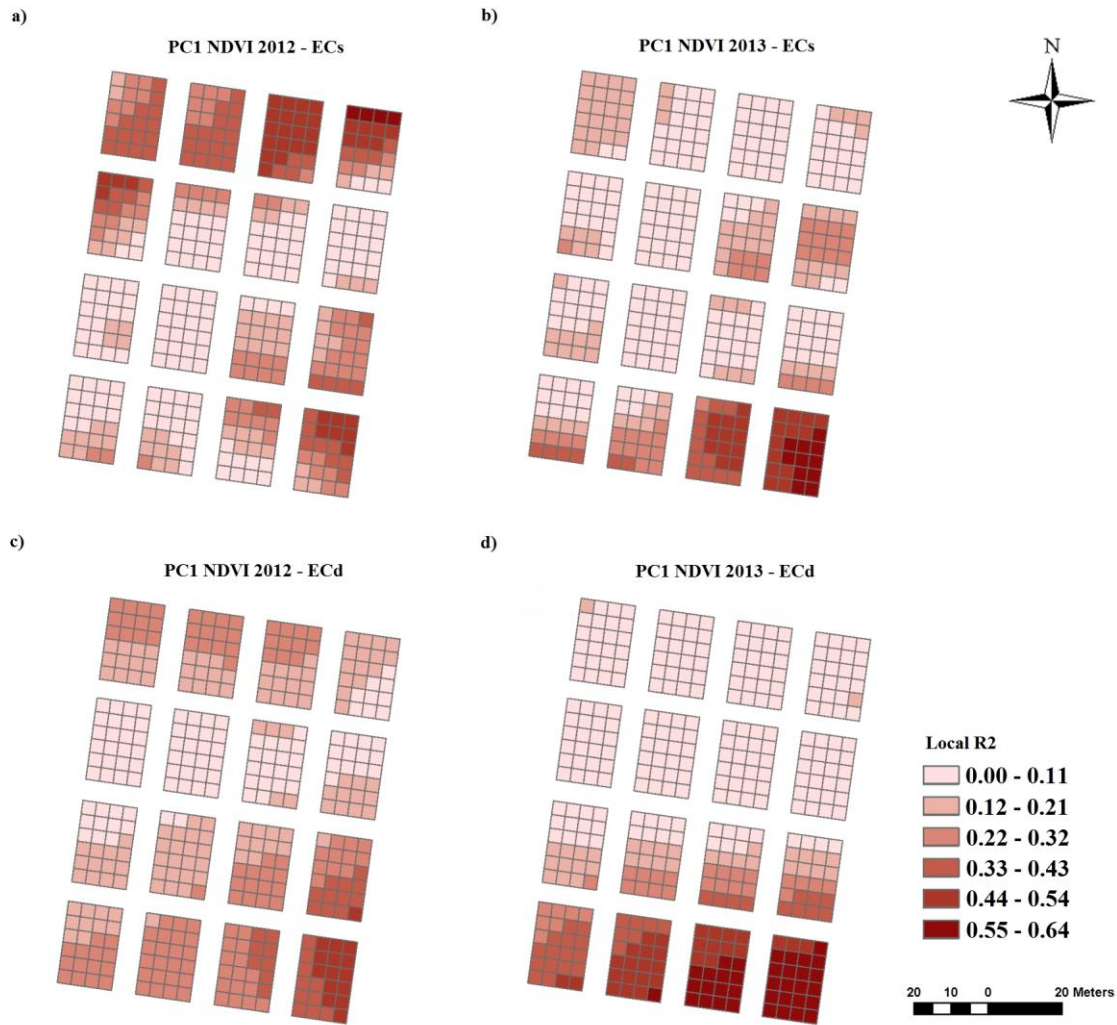 a)
PC1 NDVI 2012 - ECs
b)
PC1 NDVI 2013 - ECs
N
c)
PC1 NDVI 2012 - ECd
d)
PC1 NDVI 2013 - ECd
Local R2
0.00 - 0.11
0.12 - 0.21
0.22 - 0.32
0.33 - 0.43
0.44 - 0.54
0.55 - 0.64
20 10 0 20 Meters